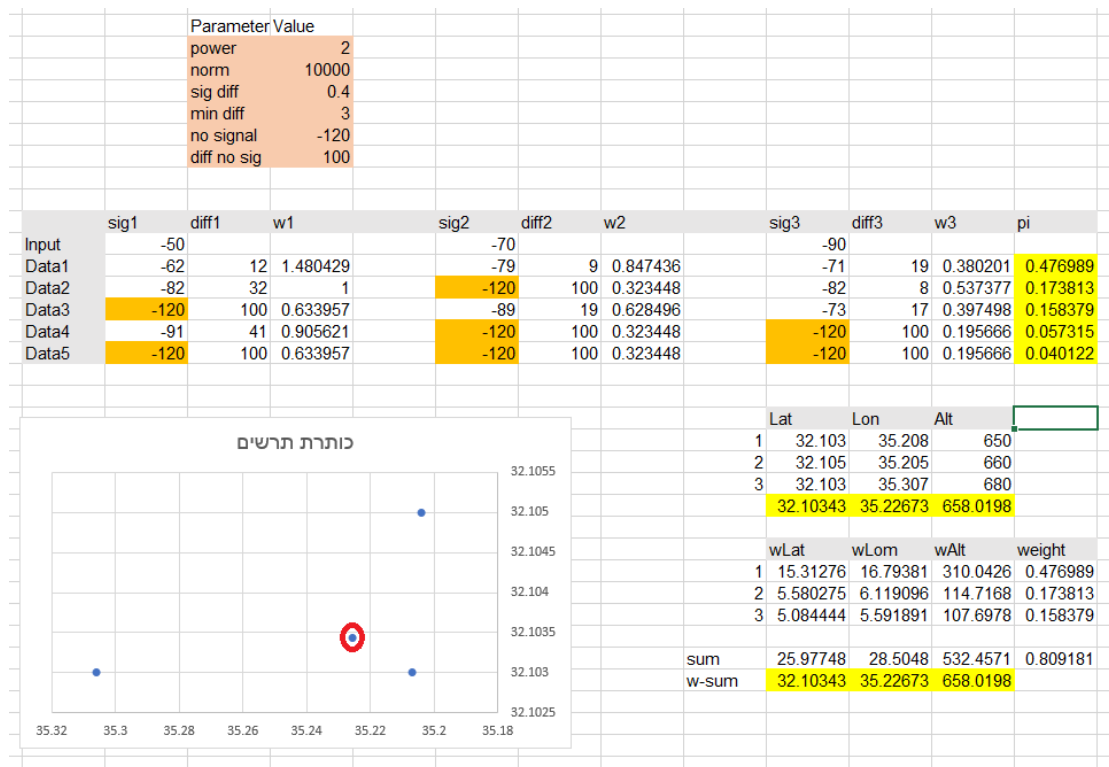 Parameter Value
power 2
norm 10000
sig diff 0.4
min diff 3
no signal -120
diff no sig 100
sig1 diff1 w1 sig2 diff2 w2 sig3 diff3 w3 pi
Input -50 -70 -90
Data1 -62 12 1.480429 -79 9 0.847436 -71 19 0.380201 0.476989
Data2 -82 32 1 -120 100 0.323448 -82 8 0.537377 0.173813
Data3 -120 100 0.633957 -89 19 0.628496 -73 17 0.397498 0.158379
Data4 -91 41 0.905621 -120 100 0.323448 -120 100 0.195666 0.057315
Data5 -120 100 0.633957 -120 100 0.323448 -120 100 0.195666 0.040122
Lat Lon Alt
1 32.103 35.208 650
2 32.105 35.205 660
3 32.103 35.307 680
32.10343 35.22673 658.0198
wLat wLom wAlt weight
1 15.31276 16.79381 310.0426 0.476989
2 5.580275 6.119096 114.7168 0.173813
3 5.084444 5.591891 107.6978 0.158379
sum 25.97748 28.5048 532.4571 0.809181
w-sum 32.10343 35.22673 658.0198
כותרת תרשים
32.1055
32.105
32.1045
32.104
32.1035
32.103
32.1025
35.32 35.3 35.28 35.26 35.24 35.22 35.2 35.18